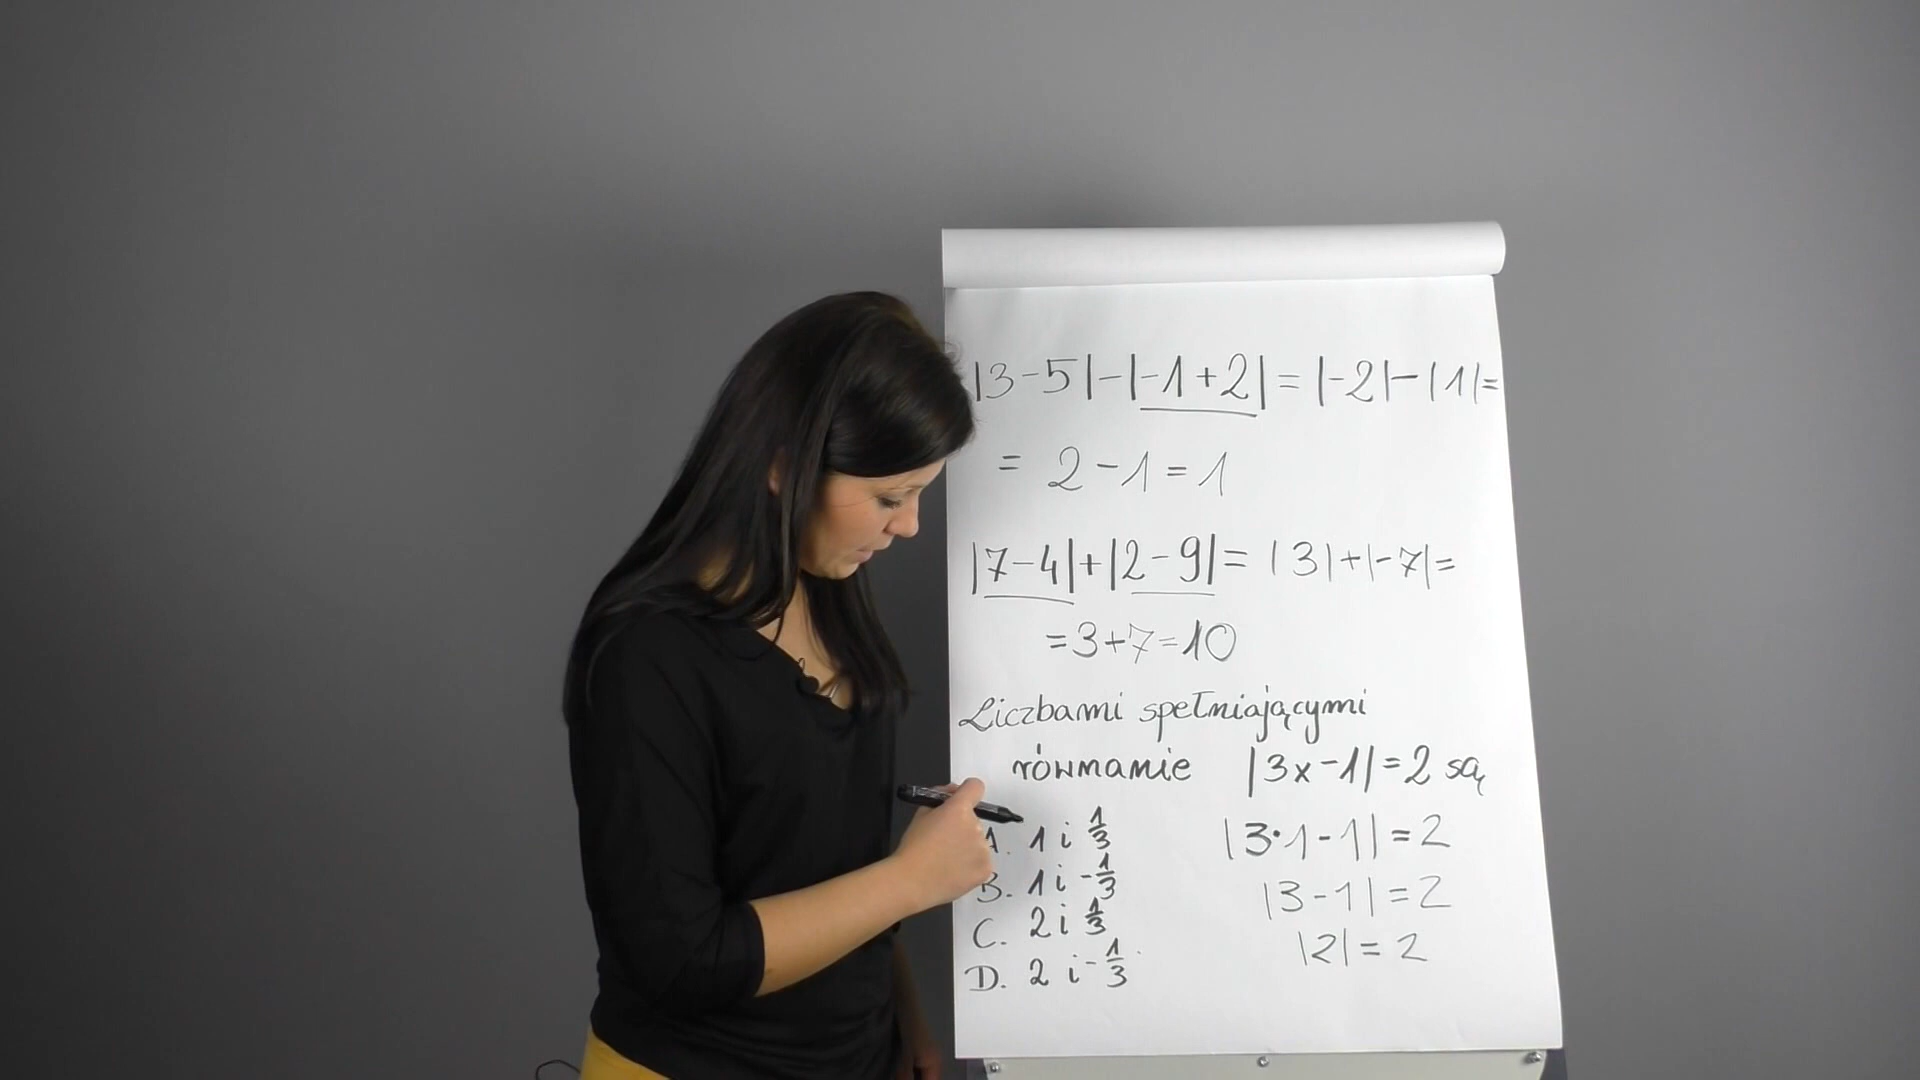 |3-5|-|-1+2|=|-2|-|1|=
= 2-1=1
|7-4|+|2-9|= |3|+|-7|=
=3+7=10
Liczbami spełniającymi
równanie |3x-1|=2 są
A. 1 i 1/3
B. 1 i -1/3
C. 2 i 1/3
D. 2 i -1/3
|3·1-1|=2
|3-1|=2
|2|=2